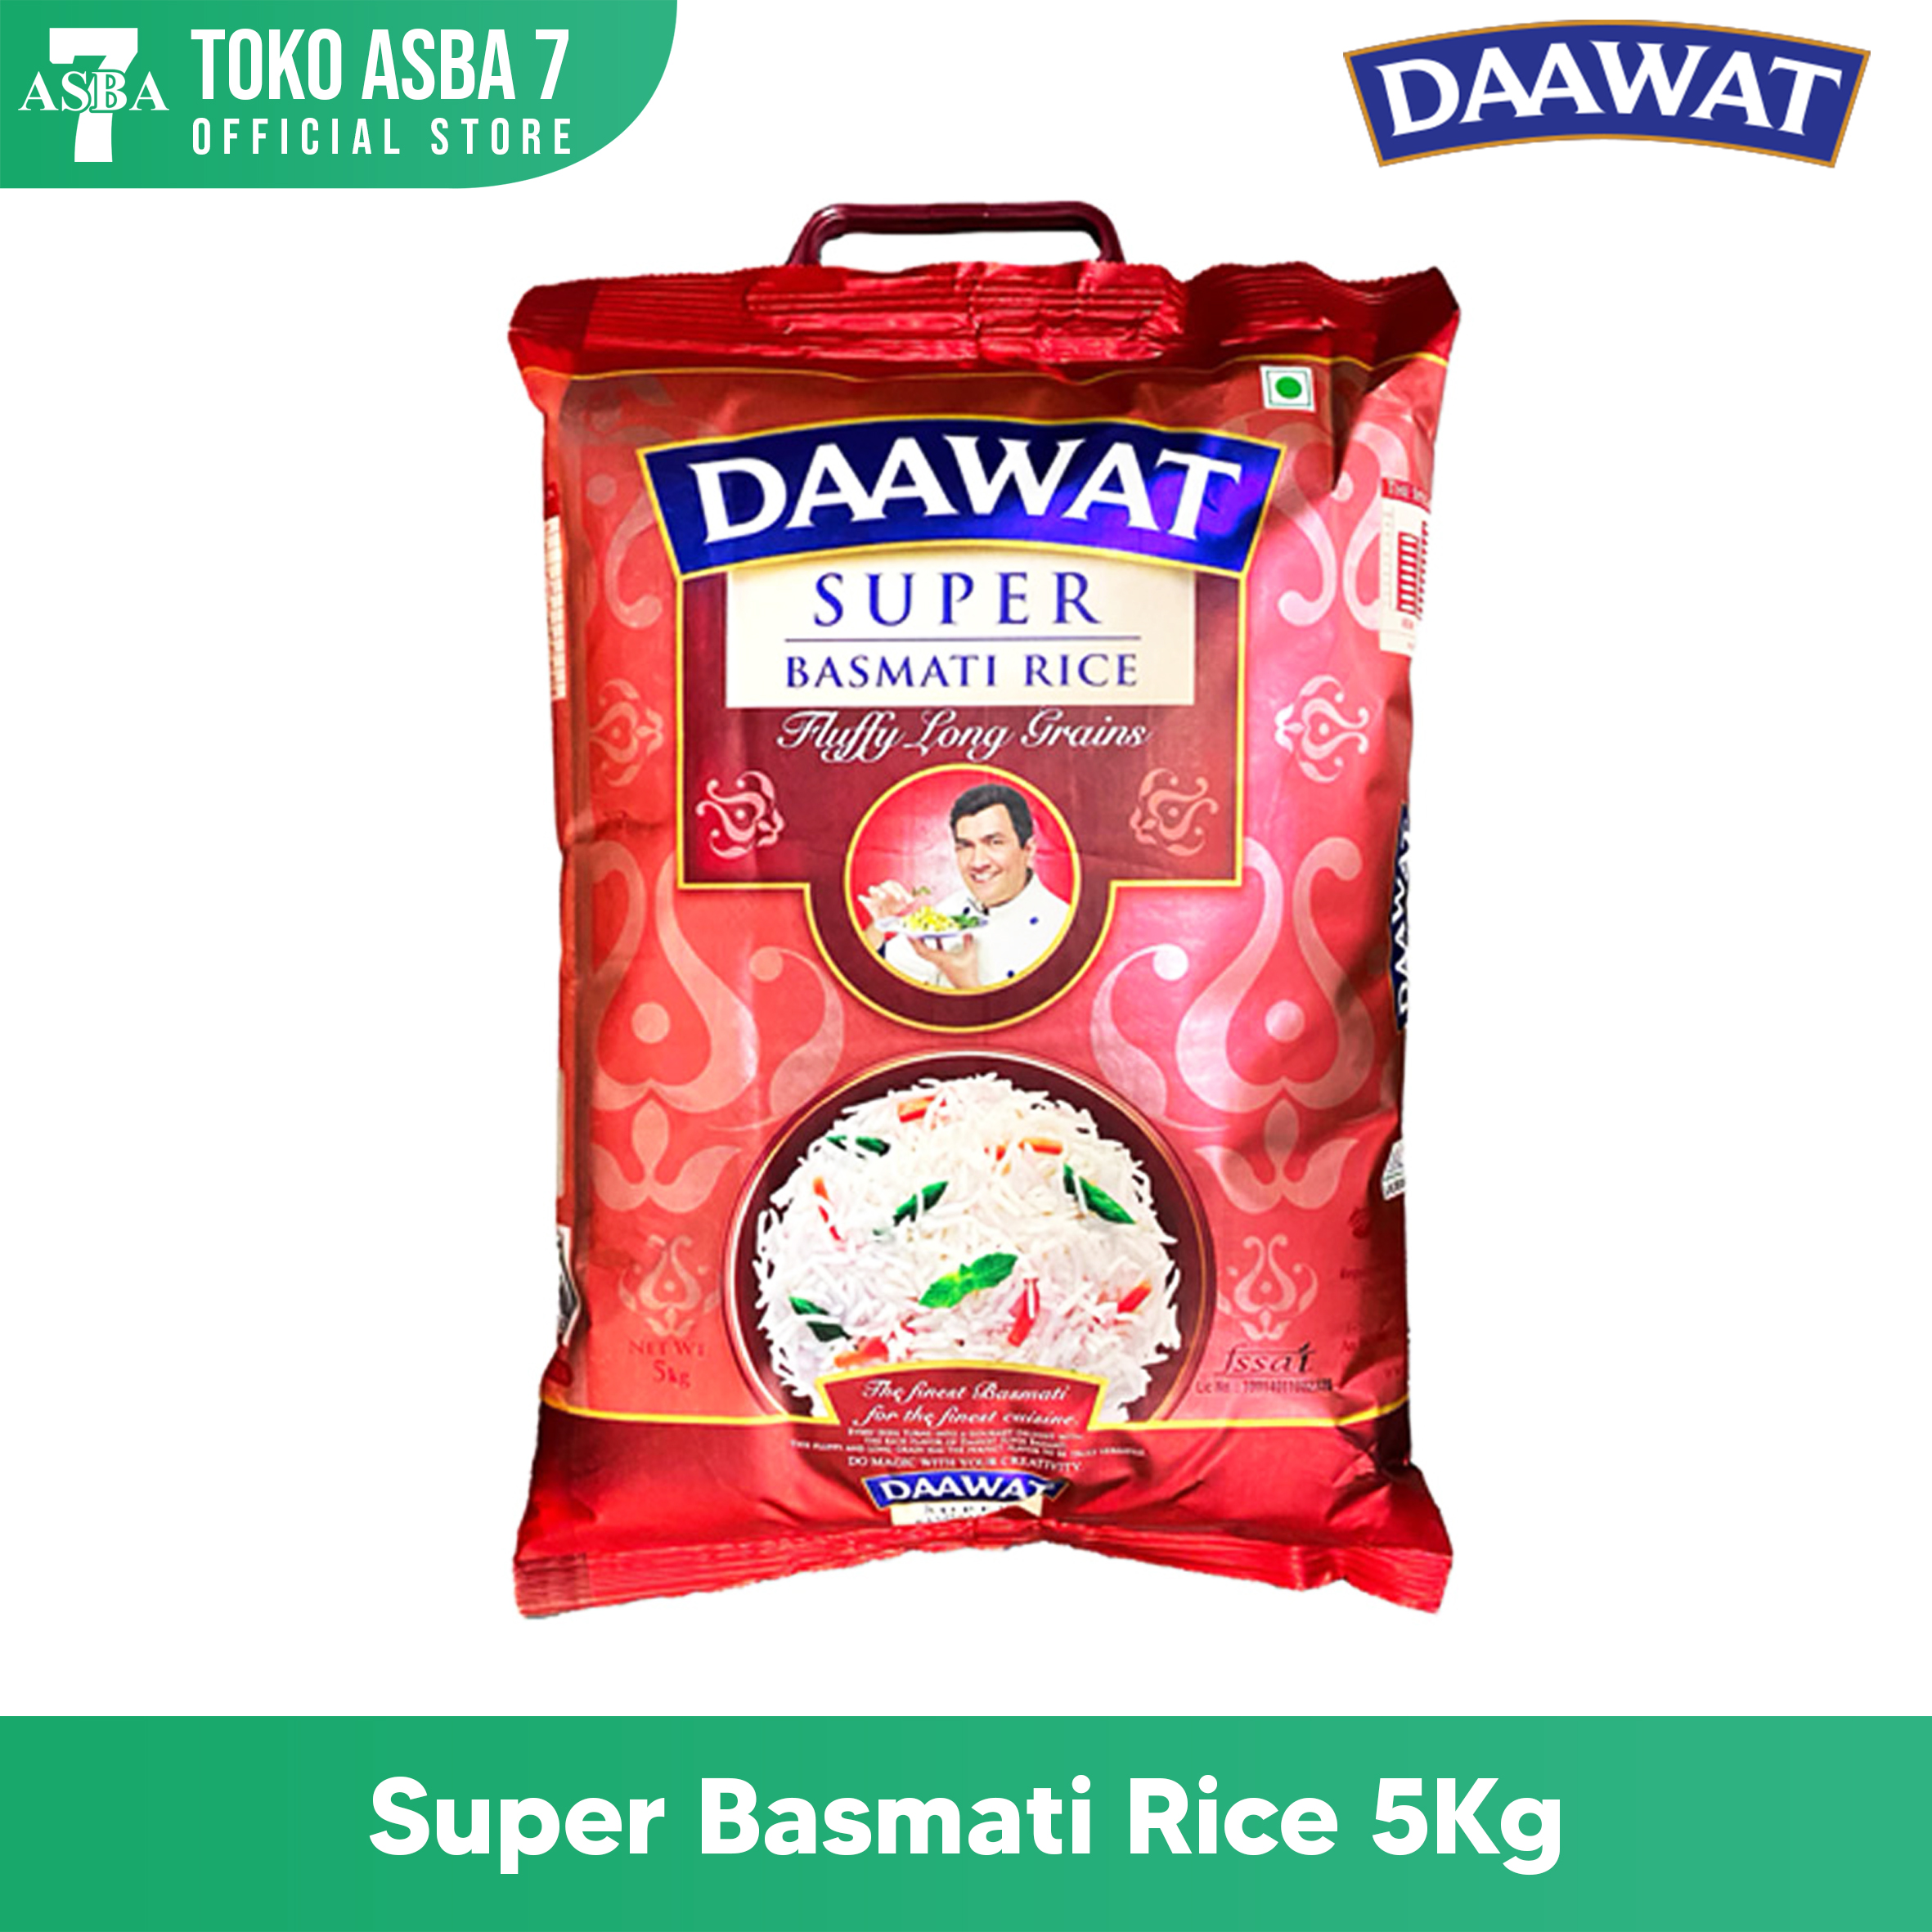 7
ASBA
TOKO ASBA 7
OFFICIAL STORE
DAAWAT
DAAWAT
SUPER
BASMATI RICE
Fluffy Long Grains
DAAWAT
NET WT
5kg
fssai
The finest Basmati
for the finest cuisine.
DO MAGIC WITH YOUR CREATIVITY
DAAWAT
Super Basmati Rice 5Kg